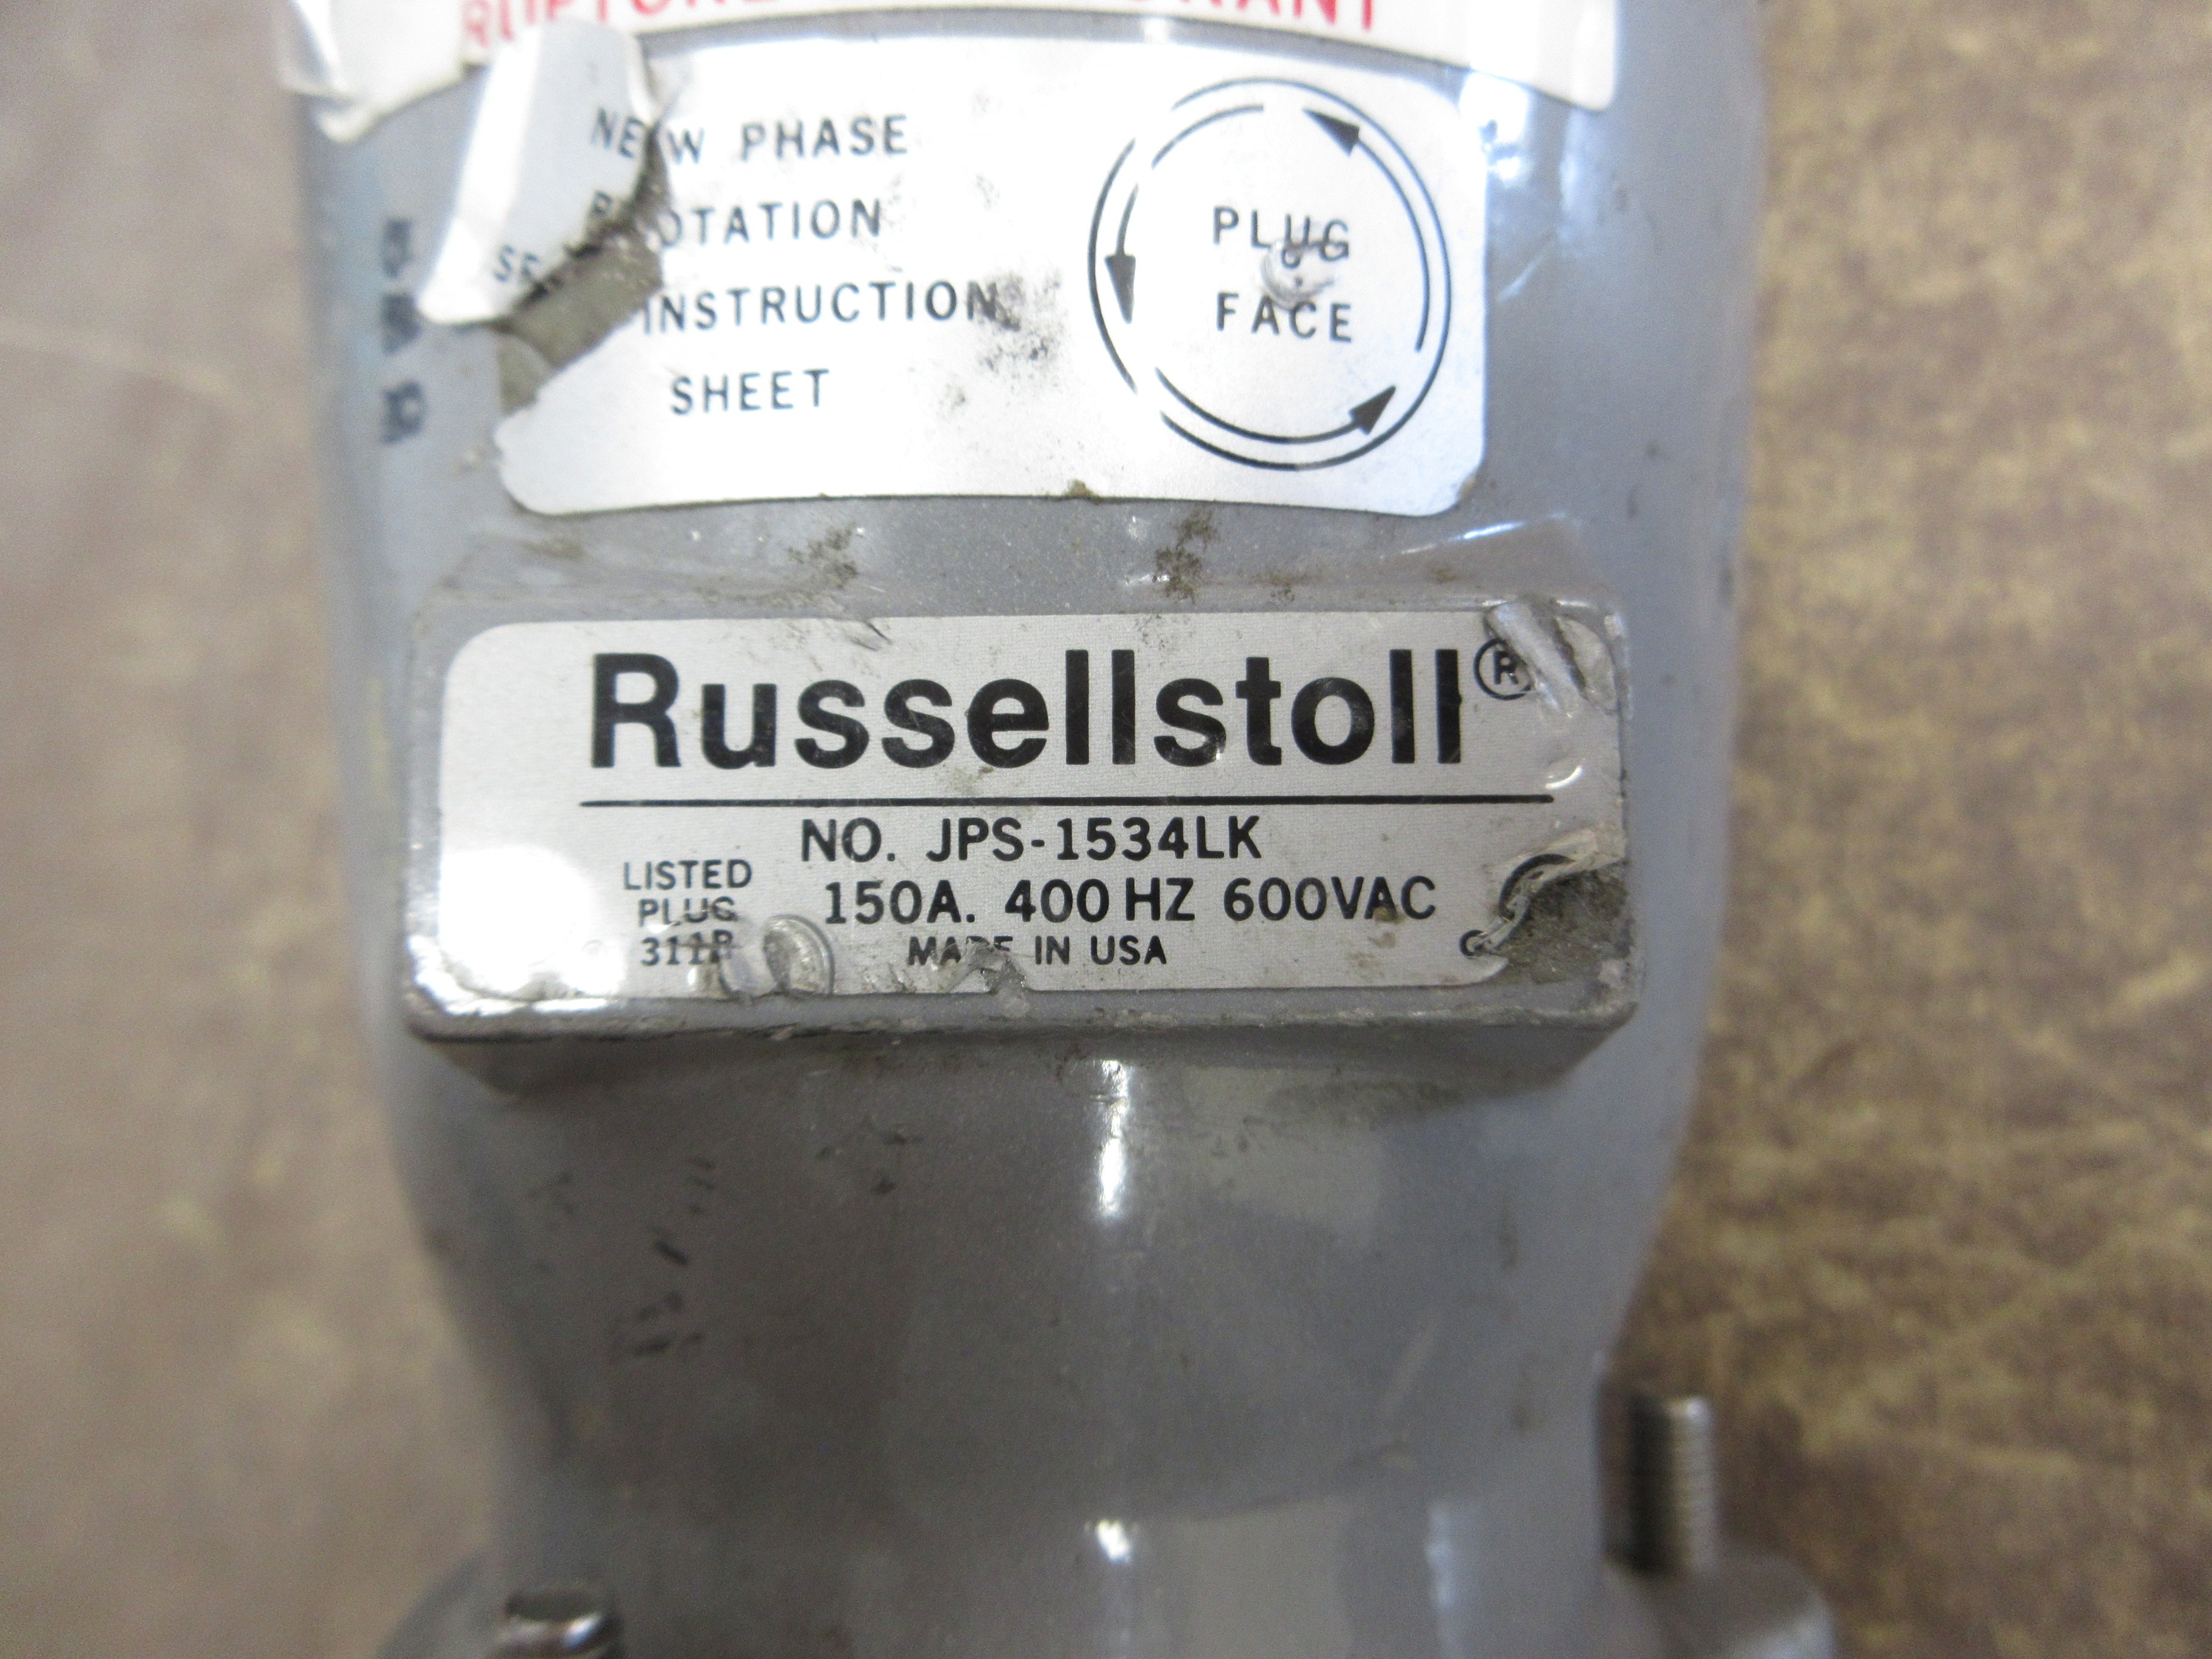 NEW PHASE
ROTATION
INSTRUCTION
SHEET
PLUG
FACE
Russellstoll®
NO. JPS-1534LK
LISTED
PLUG
150A. 400 HZ 600VAC
MADE IN USA